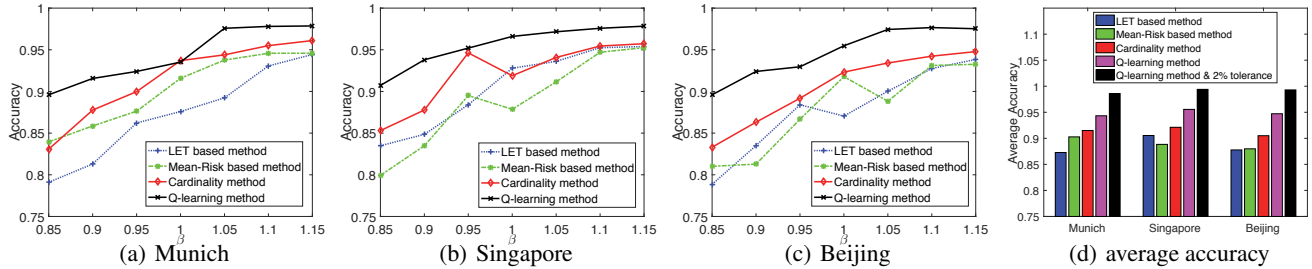 Accuracy
1
0.95
0.9
0.85
0.8
0.75
LET based method
Mean-Risk based method
Cardinality method
Q-learning method
0.85 0.9 0.95 1 1.05 1.1 1.15
β
(a) Munich
Accuracy
1
0.95
0.9
0.85
0.8
0.75
LET based method
Mean-Risk based method
Cardinality method
Q-learning method
0.85 0.9 0.95 1 1.05 1.1 1.15
β
(b) Singapore
Accuracy
1
0.95
0.9
0.85
0.8
0.75
LET based method
Mean-Risk based method
Cardinality method
Q-learning method
0.85 0.9 0.95 1 1.05 1.1 1.15
β
(c) Beijing
Average Accuracy
1.1
1.05
1
0.95
0.9
0.85
0.8
0.75
LET based method
Mean-Risk based method
Cardinality method
Q-learning method
Q-learning method & 2% tolerance
Munich Singapore Beijing
(d) average accuracy